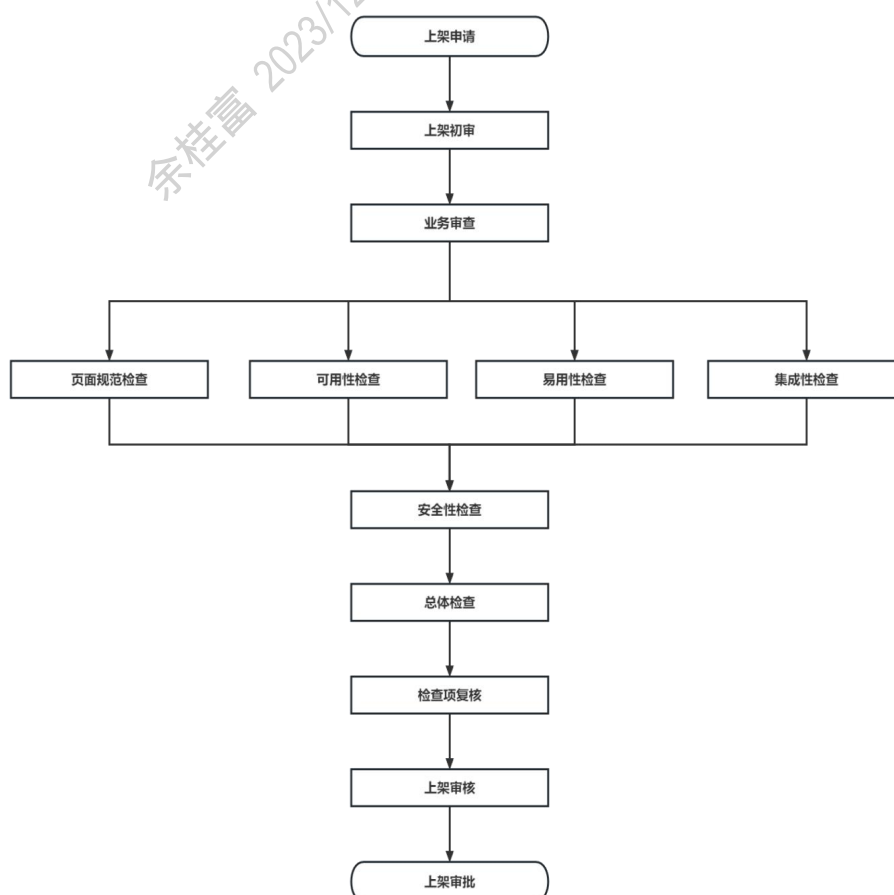 余桂富 2023/12
上架申请
上架初审
业务审查
页面规范检查
可用性检查
易用性检查
集成性检查
安全性检查
总体检查
检查项复核
上架审核
上架审批